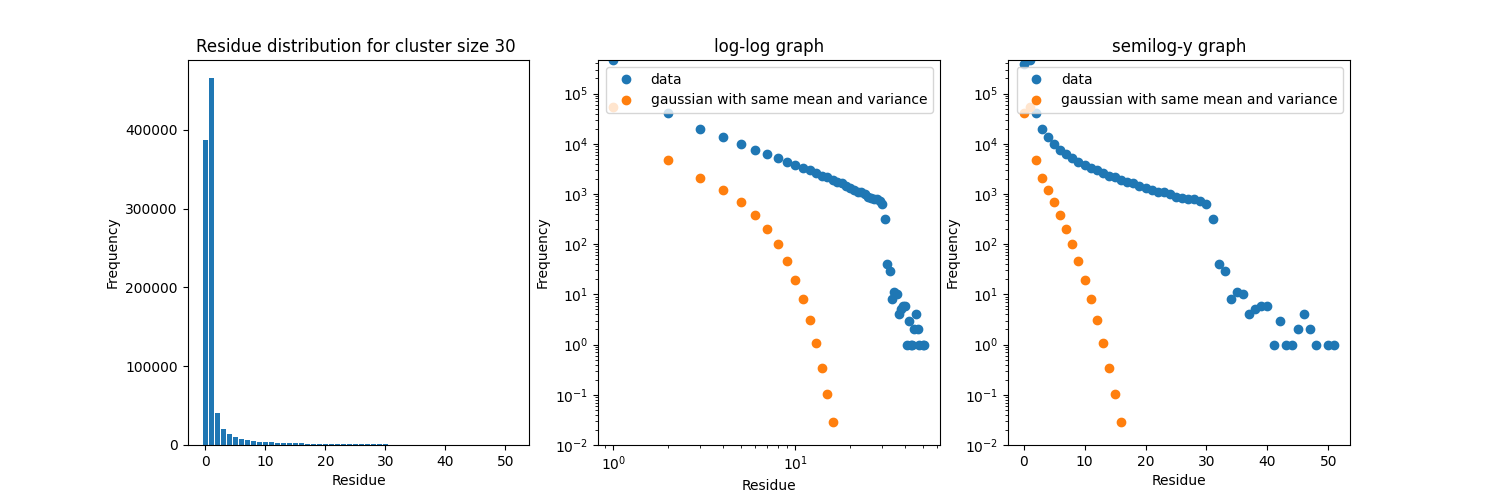 Residue distribution for cluster size 30
Frequency
400000
300000
200000
100000
0
0 10 20 30 40 50
Residue
log-log graph
data
gaussian with same mean and variance
Frequency
10^5
10^4
10^3
10^2
10^1
10^0
10^-1
10^-2
10^0 10^1
Residue
semilog-y graph
data
gaussian with same mean and variance
Frequency
10^5
10^4
10^3
10^2
10^1
10^0
10^-1
10^-2
0 10 20 30 40 50
Residue